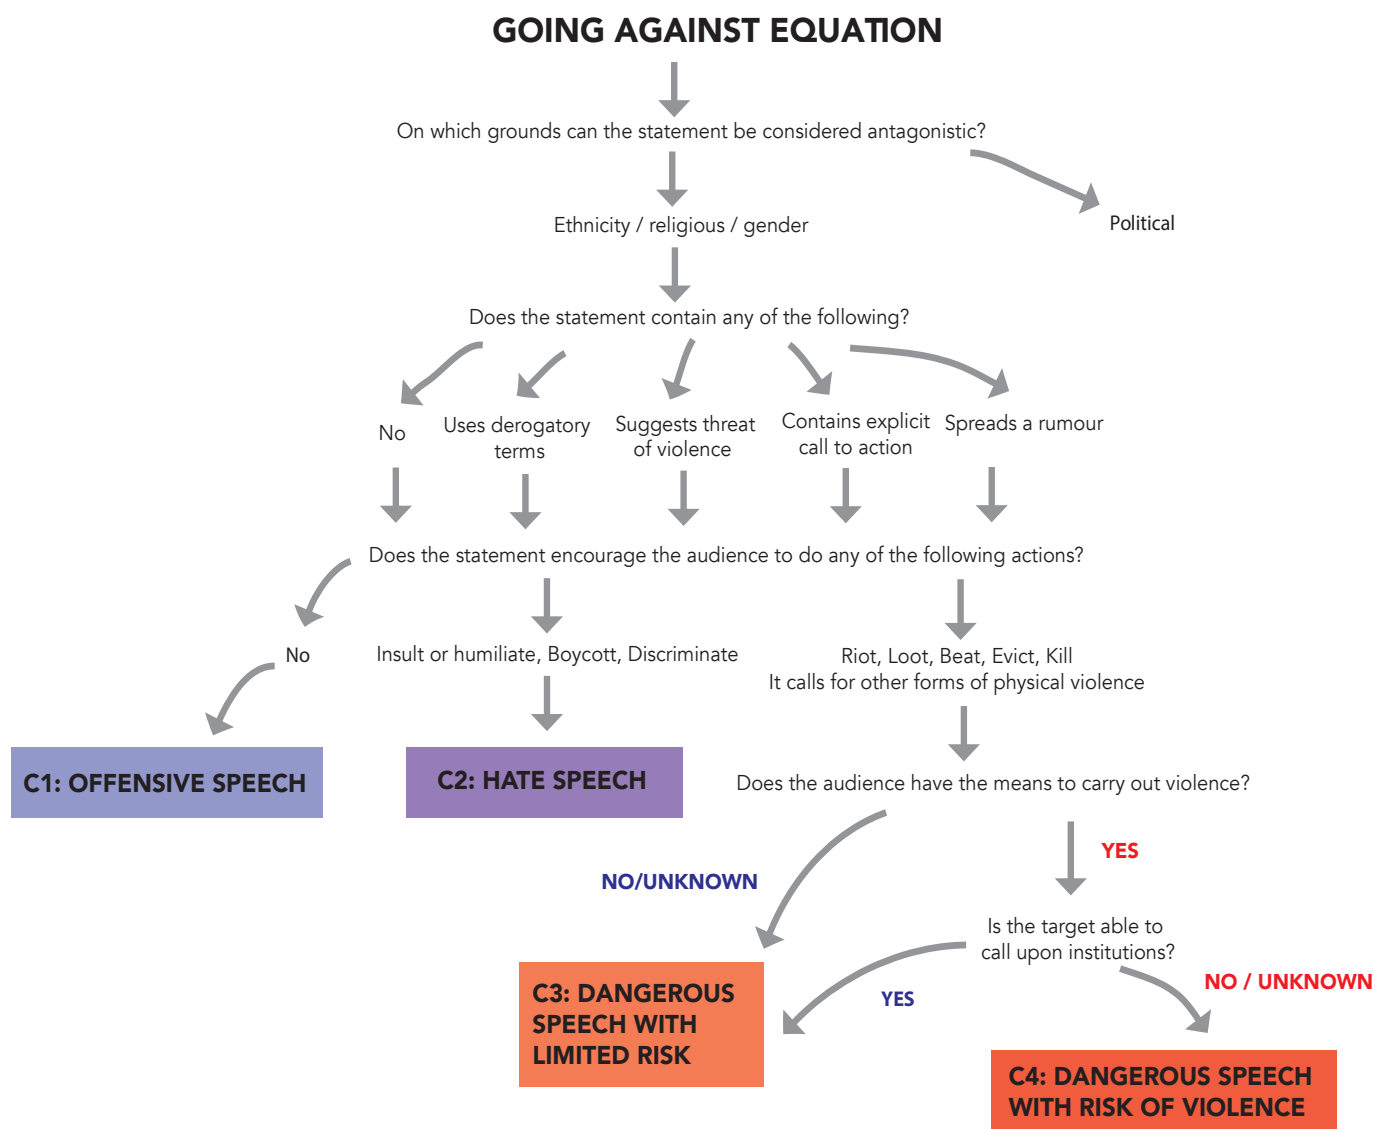 GOING AGAINST EQUATION
On which grounds can the statement be considered antagonistic?
Ethnicity / religious / gender
Political
Does the statement contain any of the following?
No
Uses derogatory
terms
Suggests threat
of violence
Contains explicit
call to action
Spreads a rumour
Does the statement encourage the audience to do any of the following actions?
No
Insult or humiliate, Boycott, Discriminate
Riot, Loot, Beat, Evict, Kill
It calls for other forms of physical violence
C1: OFFENSIVE SPEECH
C2: HATE SPEECH
Does the audience have the means to carry out violence?
NO/UNKNOWN
YES
Is the target able to
call upon institutions?
YES
NO / UNKNOWN
C3: DANGEROUS
SPEECH WITH
LIMITED RISK
C4: DANGEROUS SPEECH
WITH RISK OF VIOLENCE